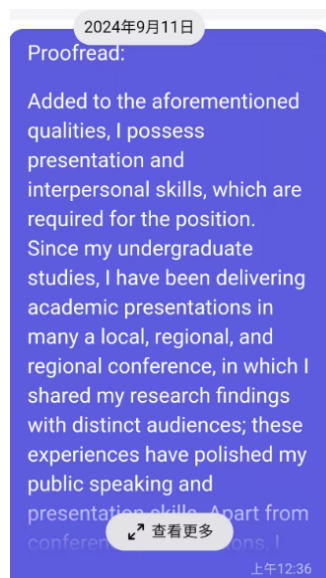 2024年9月11日
Proofread:
Added to the aforementioned
qualities, I possess
presentation and
interpersonal skills, which are
required for the position.
Since my undergraduate
studies, I have been delivering
academic presentations in
many a local, regional, and
regional conference, in which I
shared my research findings
with distinct audiences; these
experiences have polished my
public speaking and
presentation skills. Apart from
查看更多
conferen ons, I
上午12:36